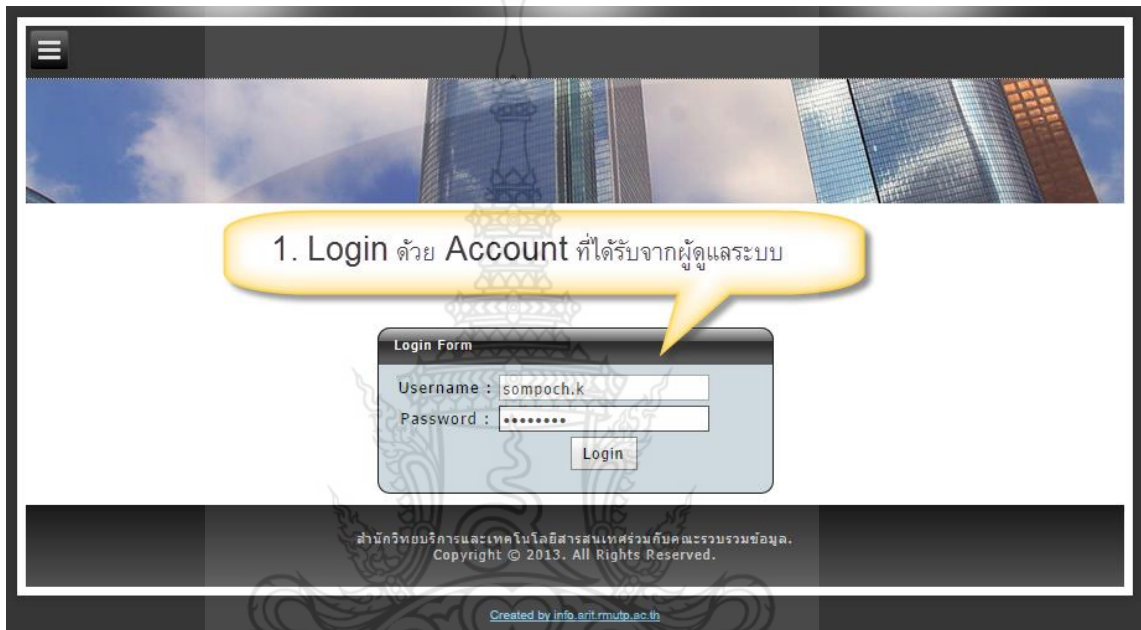 1. Login ด้วย Account ที่ได้รับจากผู้ดูแลระบบ
Login Form
Username : sompoch.k
Password : ••••••••
Login
สำนักวิทยบริการและเทคโนโลยีสารสนเทศร่วมกับคณะรวบรวมข้อมูล.
Copyright © 2013. All Rights Reserved.
Created by info.arit.rmutp.ac.th